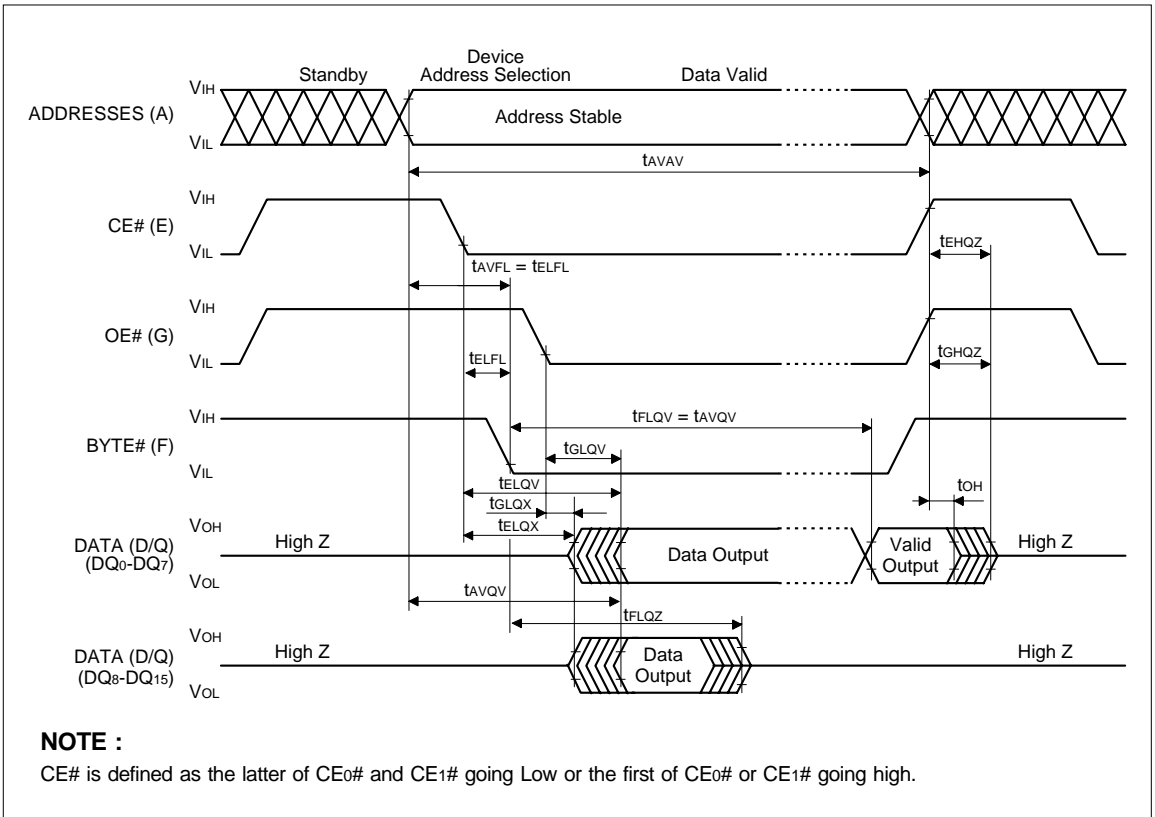 Device
Standby Address Selection Data Valid
VIH
ADDRESSES (A) Address Stable
VIL
tAVAV
VIH
CE# (E)
VIL tEHQZ
tAVFL = tELFL
VIH
OE# (G)
VIL tELFL tGHQZ
VIH tFLQV = tAVQV
BYTE# (F) tGLQV
VIL
tELQV
tGLQX tOH
VOH tELQX
DATA (D/Q) High Z Data Output Valid High Z
(DQ0-DQ7) Output
VOL
tAVQV
tFLQZ
VOH
DATA (D/Q) High Z Data High Z
(DQ8-DQ15) Output
VOL
NOTE :
CE# is defined as the latter of CE0# and CE1# going Low or the first of CE0# or CE1# going high.